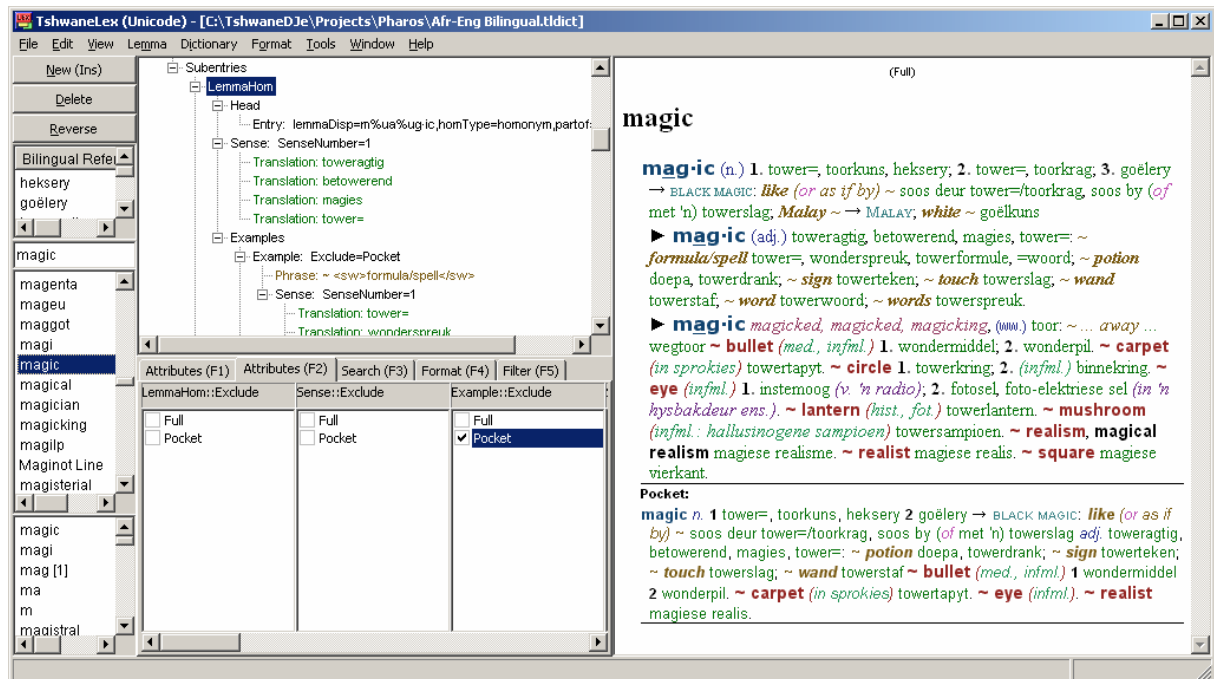 TshwaneLex (Unicode) - [C:\TshwaneDJe\Projects\Pharos\Afr-Eng Bilingual.tldict]
File Edit View Lemma Dictionary Format Tools Window Help
New (Ins)
Delete
Reverse
Bilingual Refe
heksery
goëlery
magic
magenta
mageu
maggot
magi
magic
magical
magician
magicking
magilp
Maginot Line
magisterial
magic
magi
mag [1]
ma
m
magistral
Subentries
LemmaHom
Head
Entry: lemmaDisp=m%ua%ug·ic,homType=homonym,partof=
Sense: SenseNumber=1
Translation: toweragtig
Translation: betowerend
Translation: magies
Translation: tower=
Examples
Example: Exclude=Pocket
Phrase: ~ <sw>formula/spell</sw>
Sense: SenseNumber=1
Translation: tower=
Translation: wonderspreuk
Attributes (F1) Attributes (F2) Search (F3) Format (F4) Filter (F5)
LemmaHom::Exclude Sense::Exclude Example::Exclude
Full Full Full
Pocket Pocket Pocket
(Full)
magic
mag·ic (n.) 1. tower=, toorkuns, heksery; 2. tower=, toorkrag; 3. goëlery
→ BLACK MAGIC: like (or as if by) ~ soos deur tower=/toorkrag, soos by (of
met 'n) towerslag; Malay ~ → MALAY; white ~ goëlkuns
► mag·ic (adj.) toweragtig, betowerend, magies, tower=: ~
formula/spell tower=, wonderspreuk, towerformule, =woord; ~ potion
doepa, towerdrank; ~ sign towerteken; ~ touch towerslag; ~ wand
towerstaf; ~ word towerwoord; ~ words towerspreuk.
► mag·ic magicked, magicked, magicking, (ww.) toor: ~ ... away ...
wegtoor ~ bullet (med., infml.) 1. wondermiddel; 2. wonderpil. ~ carpet
(in sprokies) towertapyt. ~ circle 1. towerkring; 2. (infml.) binnekring. ~
eye (infml.) 1. instemoog (v. 'n radio); 2. fotosel, foto-elektriese sel (in 'n
hysbakdeur ens.). ~ lantern (hist., fot.) towerlantern. ~ mushroom
(infml.: hallusinogene sampioen) towersampioen. ~ realism, magical
realism magiese realisme. ~ realist magiese realis. ~ square magiese
vierkant.
Pocket:
magic n. 1 tower=, toorkuns, heksery 2 goëlery → BLACK MAGIC: like (or as if
by) ~ soos deur tower=/toorkrag, soos by (of met 'n) towerslag adj. toweragtig,
betowerend, magies, tower=: ~ potion doepa, towerdrank; ~ sign towerteken;
~ touch towerslag; ~ wand towerstaf ~ bullet (med., infml.) 1 wondermiddel
2 wonderpil. ~ carpet (in sprokies) towertapyt. ~ eye (infml.). ~ realist
magiese realis.